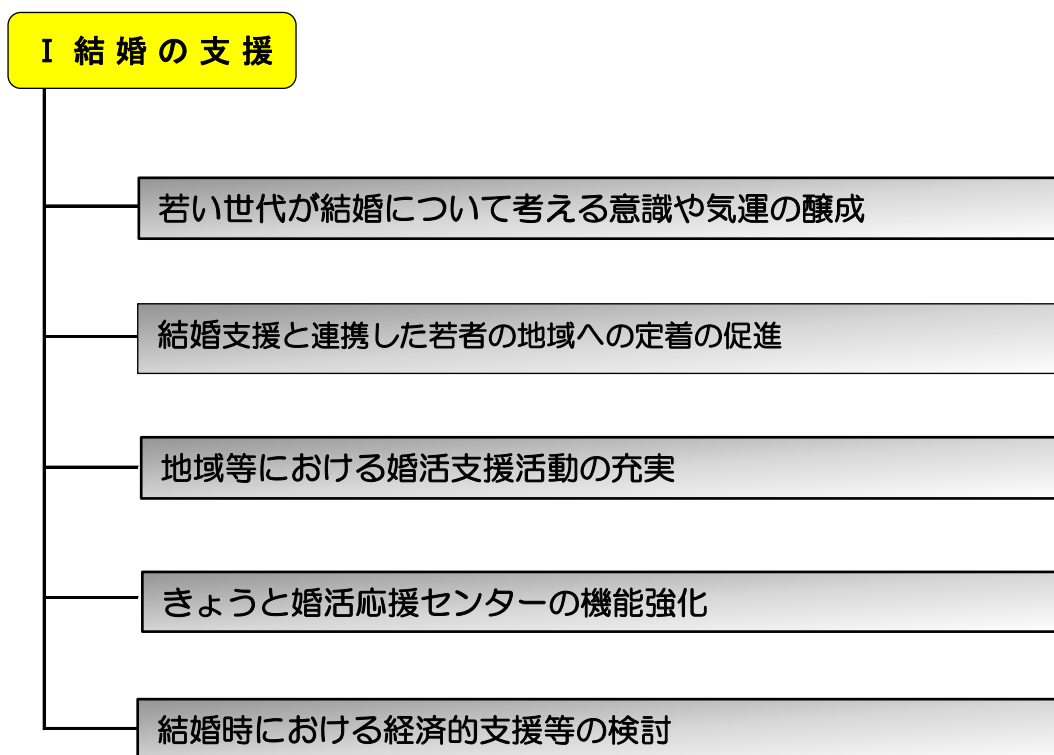 Ⅰ 結婚の支援
若い世代が結婚について考える意識や気運の醸成
結婚支援と連携した若者の地域への定着の促進
地域等における婚活支援活動の充実
きょうと婚活応援センターの機能強化
結婚時における経済的支援等の検討